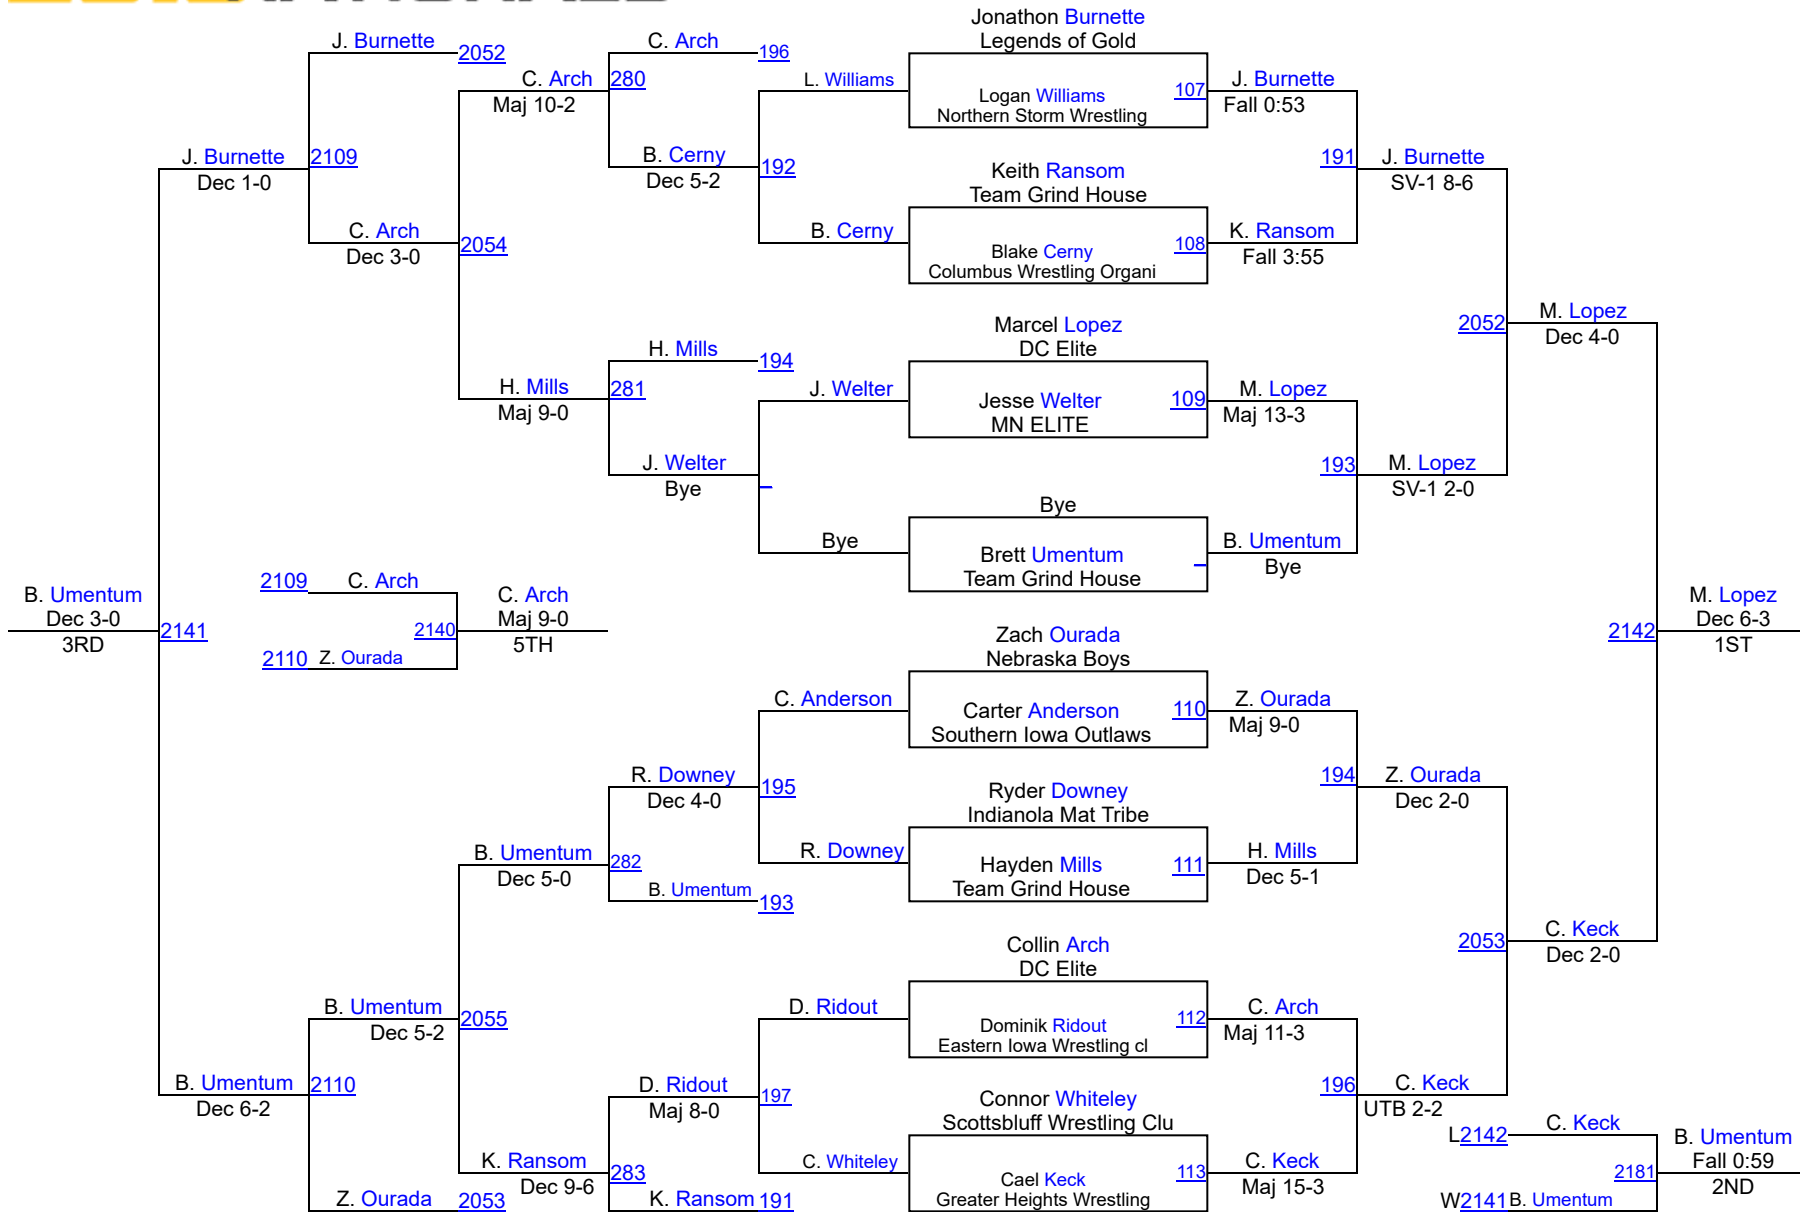 Jonathon Burnette
Legends of Gold
J. Burnette
2052
C. Arch
196
C. Arch
280
L. Williams
Logan Williams
107
Northern Storm Wrestling
J. Burnette
Maj 10-2
Fall 0:53
J. Burnette
2109
B. Cerny
192
191
J. Burnette
Dec 1-0
Dec 5-2
Keith Ransom
Team Grind House
SV-1 8-6
C. Arch
2054
B. Cerny
Blake Cerny
108
Columbus Wrestling Organi
K. Ransom
Dec 3-0
Fall 3:55
Marcel Lopez
DC Elite
2052
M. Lopez
Dec 4-0
H. Mills
194
H. Mills
281
J. Welter
Jesse Welter
109
MN ELITE
M. Lopez
Maj 9-0
Maj 13-3
J. Welter
Bye
193
M. Lopez
SV-1 2-0
Bye
Bye
Brett Umentum
Team Grind House
B. Umentum
Bye
2109
C. Arch
B. Umentum
C. Arch
M. Lopez
Dec 3-0
2141
2140
Maj 9-0
2142
Dec 6-3
3RD
2110
Z. Ourada
5TH
1ST
Zach Ourada
Nebraska Boys
C. Anderson
Carter Anderson
110
Southern Iowa Outlaws
Z. Ourada
Maj 9-0
R. Downey
195
194
Z. Ourada
Dec 4-0
Ryder Downey
Indianola Mat Tribe
Dec 2-0
B. Umentum
282
R. Downey
Hayden Mills
111
Team Grind House
H. Mills
Dec 5-0
Dec 5-1
B. Umentum
193
Collin Arch
DC Elite
2053
C. Keck
Dec 2-0
B. Umentum
2055
D. Ridout
Dominik Ridout
112
Eastern Iowa Wrestling cl
C. Arch
Dec 5-2
Maj 11-3
B. Umentum
2110
D. Ridout
197
196
C. Keck
Dec 6-2
Maj 8-0
Connor Whiteley
Scottsbluff Wrestling Clu
UTB 2-2
L2142
C. Keck
K. Ransom
283
C. Whiteley
Cael Keck
113
Greater Heights Wrestling
C. Keck
B. Umentum
Dec 9-6
Maj 15-3
2181
Fall 0:59
2ND
Z. Ourada
2053
K. Ransom
191
W2141
B. Umentum